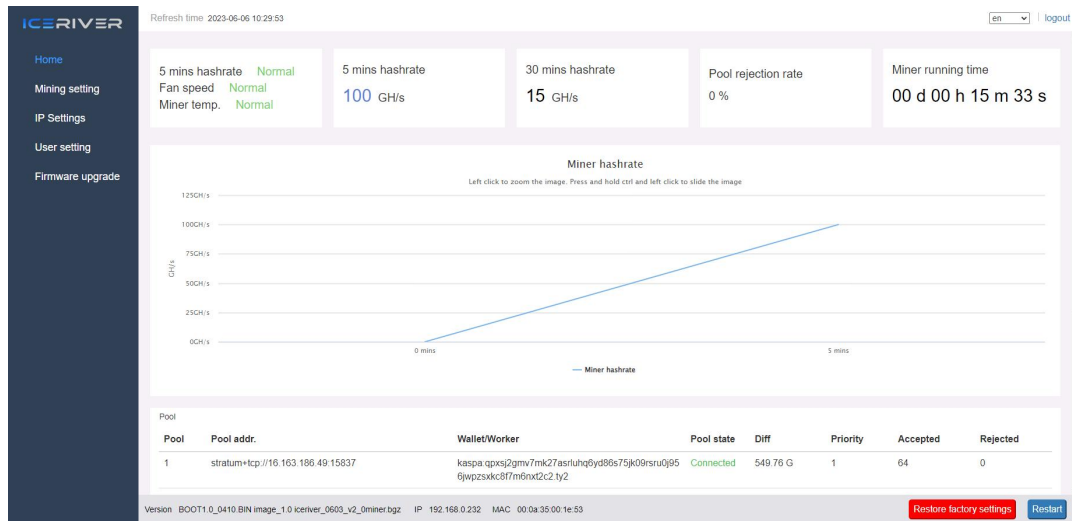 ICERIVER
Refresh time 2023-06-06 10:29:53
en
logout
Home
Mining setting
IP Settings
User setting
Firmware upgrade
5 mins hashrate Normal
Fan speed Normal
Miner temp. Normal
5 mins hashrate
100 GH/s
30 mins hashrate
15 GH/s
Pool rejection rate
0 %
Miner running time
00 d 00 h 15 m 33 s
Miner hashrate
Left click to zoom the image. Press and hold ctrl and left click to slide the image
125GH/s
100GH/s
75GH/s
50GH/s
25GH/s
0GH/s
GH/s
0 mins
5 mins
Miner hashrate
Pool
Pool Pool addr. Wallet/Worker Pool state Diff Priority Accepted Rejected
1 stratum+tcp://16.163.186.49:15837 kaspa:qpxsj2gmv7mk27asrluhq6yd86s75jk09rsru0j95 Connected 549.76 G 1 64 0
6jwpzsxkc8f7m6nxt2c2.ty2
Version BOOT1.0_0410.BIN image_1.0 iceriver_0603_v2_0miner.bgz IP 192.168.0.232 MAC 00:0a:35:00:1e:53
Restore factory settings
Restart